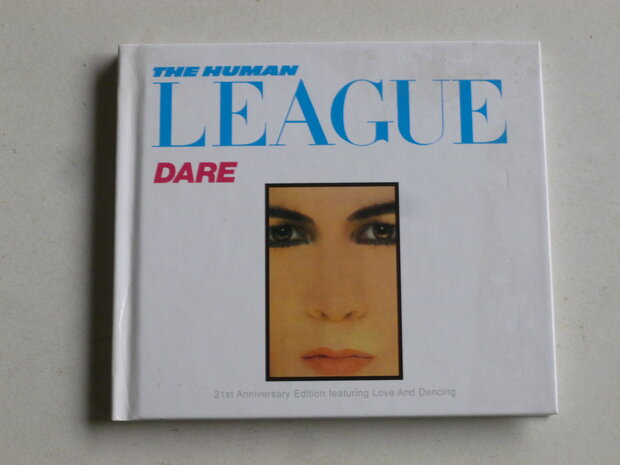 THE HUMAN
LEAGUE
DARE
21st Anniversary Edition featuring Love And Dancing